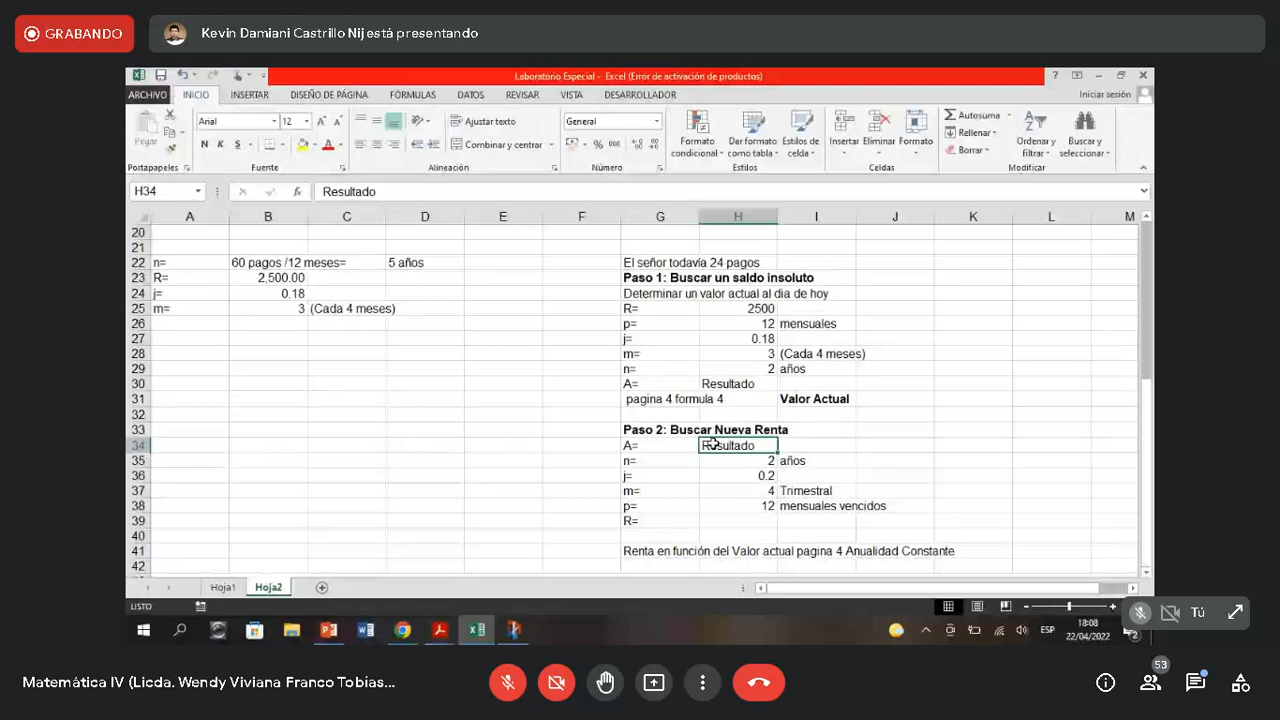 GRABANDO
Kevin Damiani Castrillo Nij está presentando
Laboratorio Especial - Excel (Error de activación de productos)
?
ARCHIVO INICIO INSERTAR DISEÑO DE PÁGINA FÓRMULAS DATOS REVISAR VISTA DESARROLLADOR Iniciar sesión
Pegar
Arial 12
N K S
Ajustar texto
Combinar y centrar
General
% 000
Formato condicional
Dar formato como tabla
Estilos de celda
Insertar Eliminar Formato
Autosuma
Rellenar
Borrar
Ordenar y filtrar
Buscar y seleccionar
Portapapeles Fuente Alineación Número Estilos Celdas Modificar
H34 fx Resultado
A B C D E F G H I J K L M
20
21
22 n= 60 pagos /12 meses= 5 años El señor todavía 24 pagos
23 R= 2,500.00 Paso 1: Buscar un saldo insoluto
24 j= 0.18 Determinar un valor actual al dia de hoy
25 m= 3 (Cada 4 meses) R= 2500
26 p= 12 mensuales
27 j= 0.18
28 m= 3 (Cada 4 meses)
29 n= 2 años
30 A= Resultado
31 pagina 4 formula 4 Valor Actual
32
33 Paso 2: Buscar Nueva Renta
34 A= Resultado
35 n= 2 años
36 j= 0.2
37 m= 4 Trimestral
38 p= 12 mensuales vencidos
39 R=
40
41 Renta en función del Valor actual pagina 4 Anualidad Constante
42
Hoja1 Hoja2
LISTO
Tú
ESP
18:08
22/04/2022
2
53
Matemática IV (Licda. Wendy Viviana Franco Tobias...